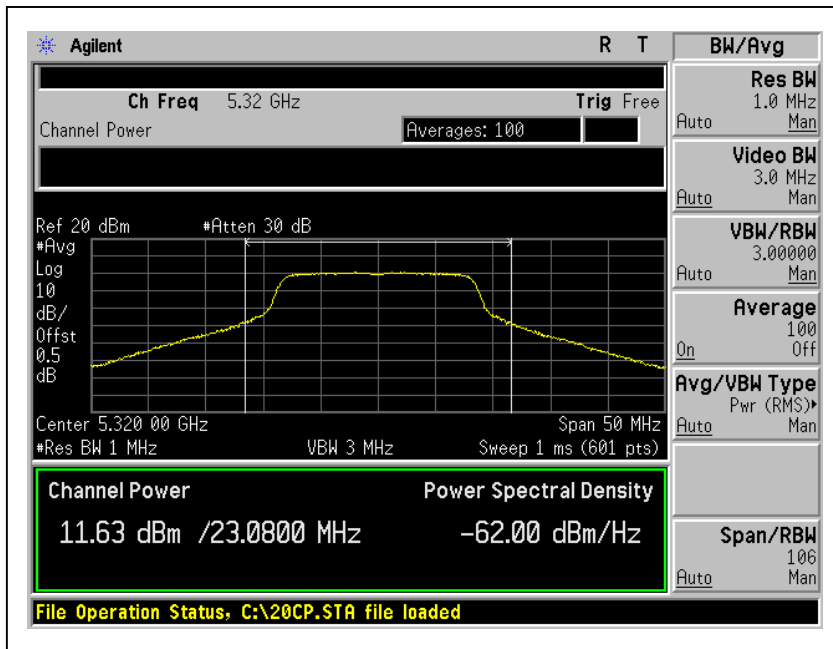 Agilent R T BW/Avg
Ch Freq 5.32 GHz Trig Free
Channel Power Averages: 100
Ref 20 dBm #Atten 30 dB
#Avg
Log
10
dB/
Offst
0.5
dB
Center 5.320 00 GHz Span 50 MHz
#Res BW 1 MHz VBW 3 MHz Sweep 1 ms (601 pts)
Channel Power Power Spectral Density
11.63 dBm /23.0800 MHz -62.00 dBm/Hz
File Operation Status, C:\20CP.STA file loaded
Res BW
1.0 MHz
Auto Man
Video BW
3.0 MHz
Auto Man
VBW/RBW
3.00000
Auto Man
Average
100
On Off
Avg/VBW Type
Pwr (RMS)▸
Auto Man
Span/RBW
106
Auto Man